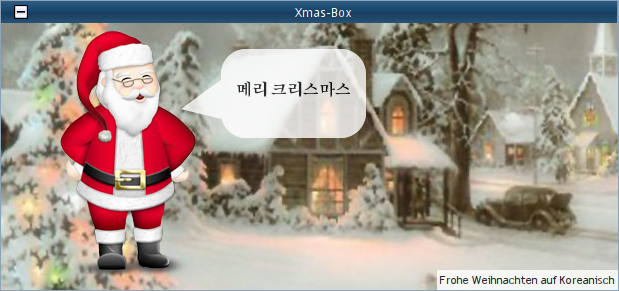 Xmas-Box
메리 크리스마스
Frohe Weihnachten auf Koreanisch